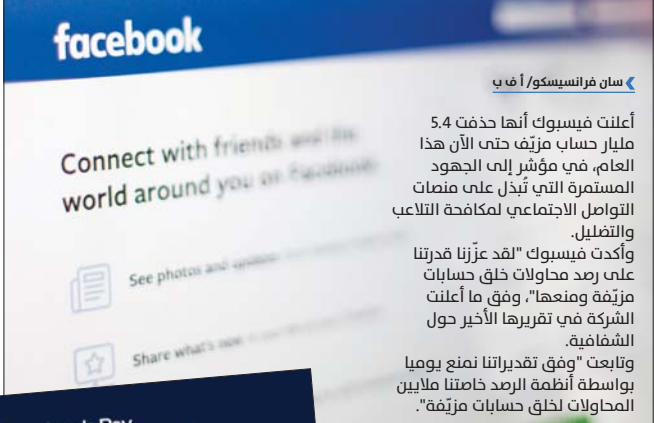 facebook
Connect with friends and the
world around you on Facebook
See photos and updates
Share what's new
سان فرانسيسكو/ أ ف ب
أعلنت فيسبوك أنها حذفت 5.4
مليار حساب مزيّف حتى الآن هذا
العام، في مؤشر إلى الجهود
المستمرة التي تُبذل على منصات
التواصل الاجتماعي لمكافحة التلاعب
والتضليل.
وأكدت فيسبوك "لقد عزّزنا قدرتنا
على رصد محاولات خلق حسابات
مزيّفة ومنعها"، وفق ما أعلنت
الشركة في تقريرها الأخير حول
الشفافية.
وتابعت "وفق تقديراتنا نمنع يوميا
بواسطة أنظمة الرصد خاصتنا ملايين
المحاولات لخلق حسابات مزيّفة".
Pay